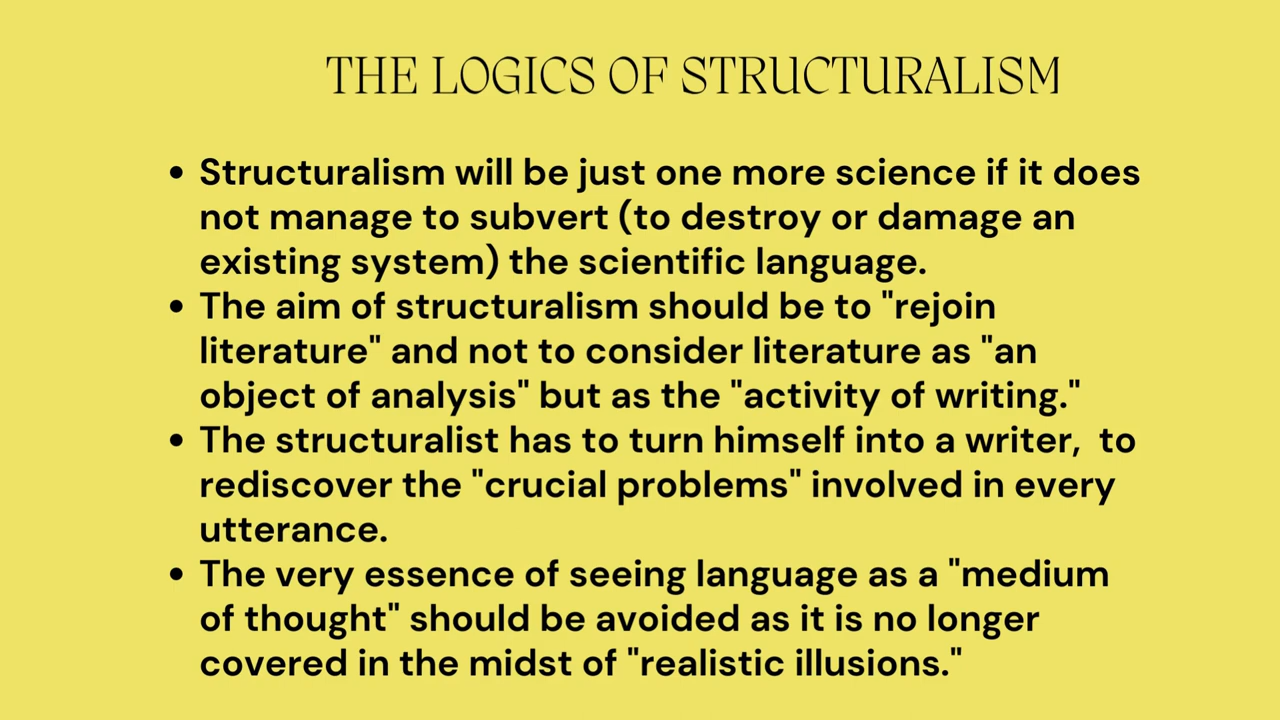 THE LOGICS OF STRUCTURALISM
• Structuralism will be just one more science if it does
not manage to subvert (to destroy or damage an
existing system) the scientific language.
• The aim of structuralism should be to "rejoin
literature" and not to consider literature as "an
object of analysis" but as the "activity of writing."
• The structuralist has to turn himself into a writer,  to
rediscover the "crucial problems" involved in every
utterance.
• The very essence of seeing language as a "medium
of thought" should be avoided as it is no longer
covered in the midst of "realistic illusions."